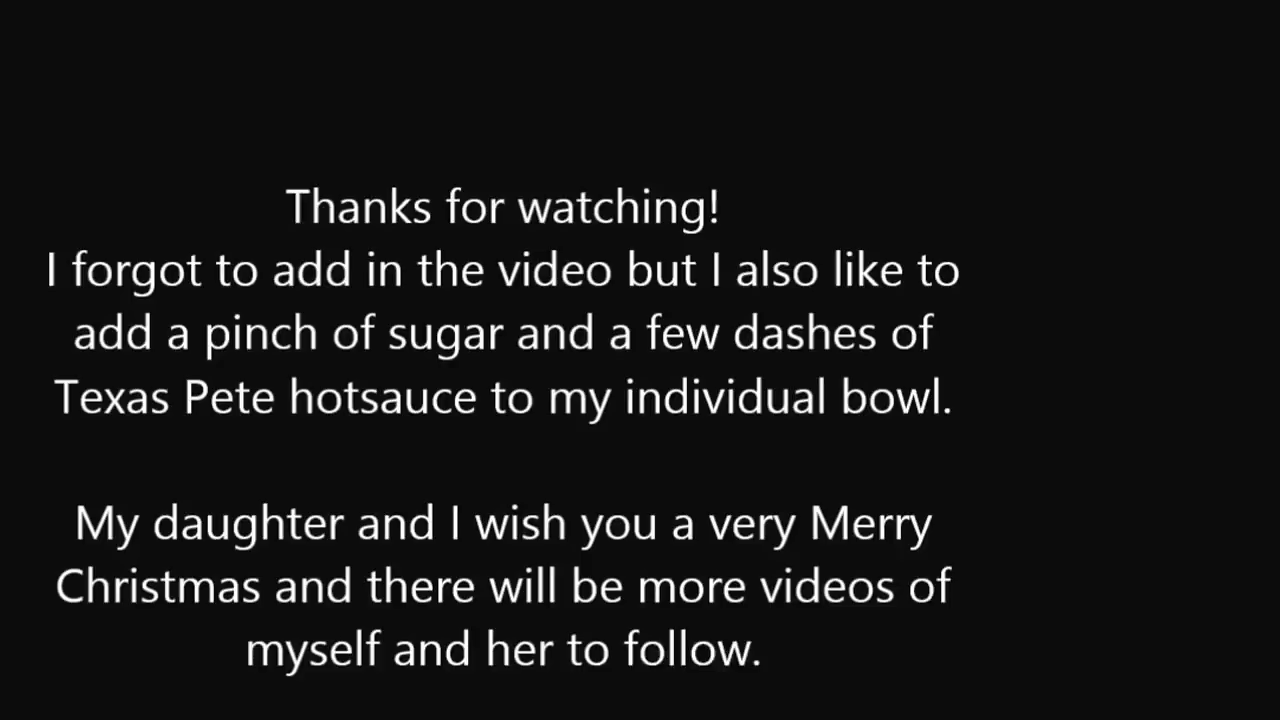 Thanks for watching!
I forgot to add in the video but I also like to
add a pinch of sugar and a few dashes of
Texas Pete hotsauce to my individual bowl.
My daughter and I wish you a very Merry
Christmas and there will be more videos of
myself and her to follow.